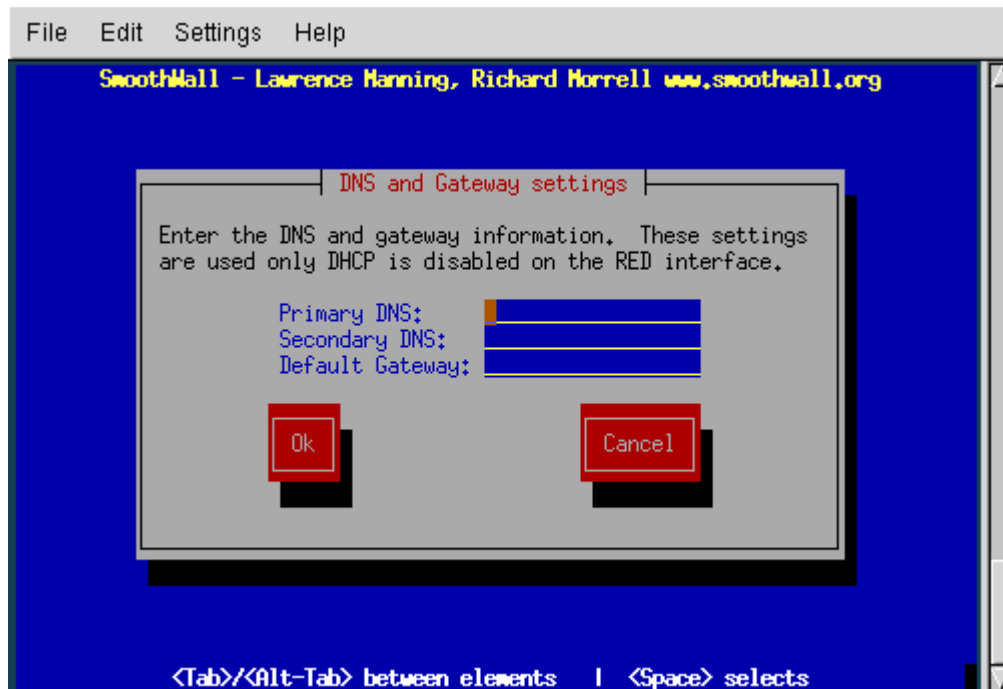 File Edit Settings Help
SmoothWall - Lawrence Manning, Richard Morrell www.smoothwall.org
DNS and Gateway settings
Enter the DNS and gateway information. These settings
are used only DHCP is disabled on the RED interface.
Primary DNS:
Secondary DNS:
Default Gateway:
Ok Cancel
<Tab>/<Alt-Tab> between elements | <Space> selects